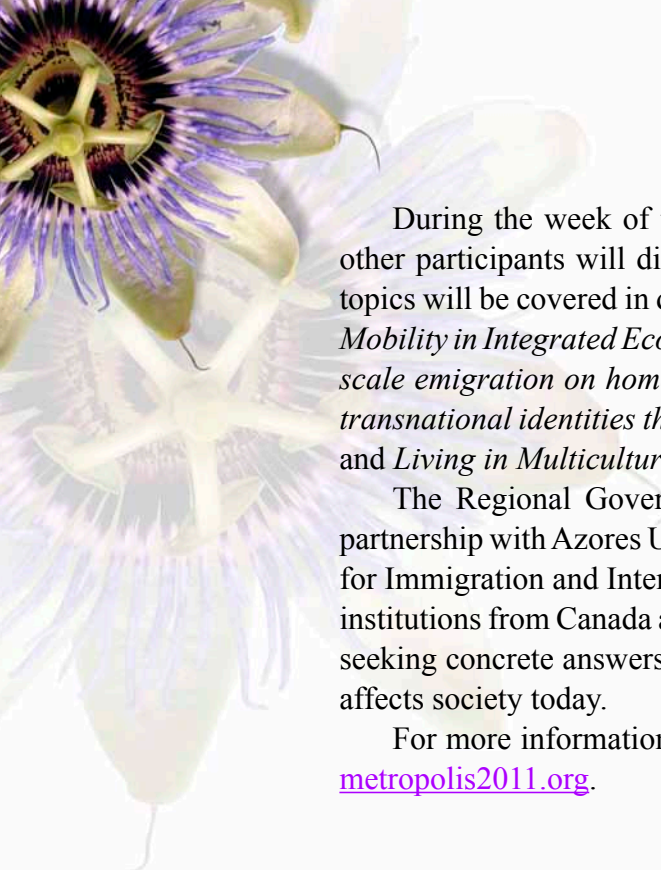 During the week of
other participants will di
topics will be covered in
Mobility in Integrated Eco
scale emigration on hom
transnational identities th
and Living in Multicultur
The Regional Gover
partnership with Azores U
for Immigration and Inter
institutions from Canada a
seeking concrete answers
affects society today.
For more information
metropolis2011.org.